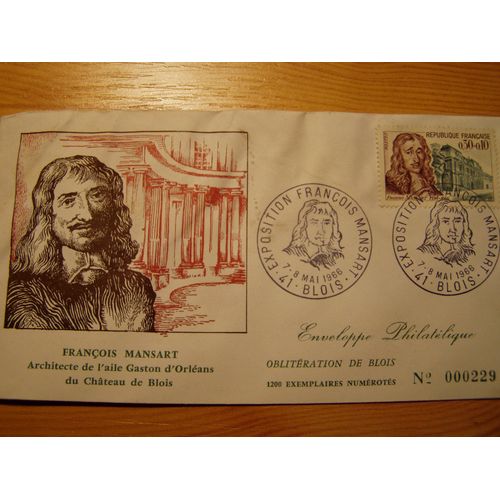 RÉPUBLIQUE FRANÇAISE
0,30+0,10
EXPOSITION FRANÇOIS MANSART
7-8 MAI 1966
·41·BLOIS·
EXPOSITION FRANÇOIS MANSART
7-8 MAI 1966
·41·BLOIS·
FRANÇOIS MANSART
Architecte de l'aile Gaston d'Orléans
du Château de Blois
Enveloppe Philatélique
OBLITÉRATION DE BLOIS
1200 EXEMPLAIRES NUMÉROTÉS
No 000229